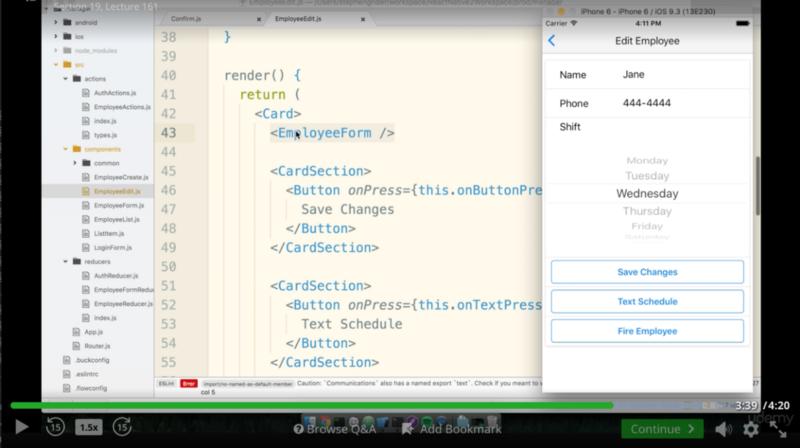 Section 19, Lecture 161
Confirm.js
EmployeeEdit.js
android
ios
node_modules
src
actions
AuthActions.js
EmployeeActions.js
index.js
types.js
components
common
EmployeeCreate.js
EmployeeEdit.js
EmployeeForm.js
EmployeeList.js
ListItem.js
LoginForm.js
reducers
AuthReducer.js
EmployeeFormReduc
EmployeeReducer.js
index.js
App.js
Router.js
.buckconfig
.eslintrc
.flowconfig
38 }
39
40 render() {
41 return (
42 <Card>
43 <EmployeeForm />
44
45 <CardSection>
46 <Button onPress={this.onButtonPre
47 Save Changes
48 </Button>
49 </CardSection>
50
51 <CardSection>
52 <Button onPress={this.onTextPress
53 Text Schedule
54 </Button>
55 </CardSection>
ESLint Error import/no-named-as-default-member Caution: `Communications` also has a named export `text`. Check if you meant to w
col 5
iPhone 6 - iPhone 6 / iOS 9.3 (13E230)
Carrier 4:11 PM
Edit Employee
Name Jane
Phone 444-4444
Shift
Monday
Tuesday
Wednesday
Thursday
Friday
Saturday
Save Changes
Text Schedule
Fire Employee
3:39 / 4:20
15 1.5x 15
Browse Q&A
Add Bookmark
Continue
udemy